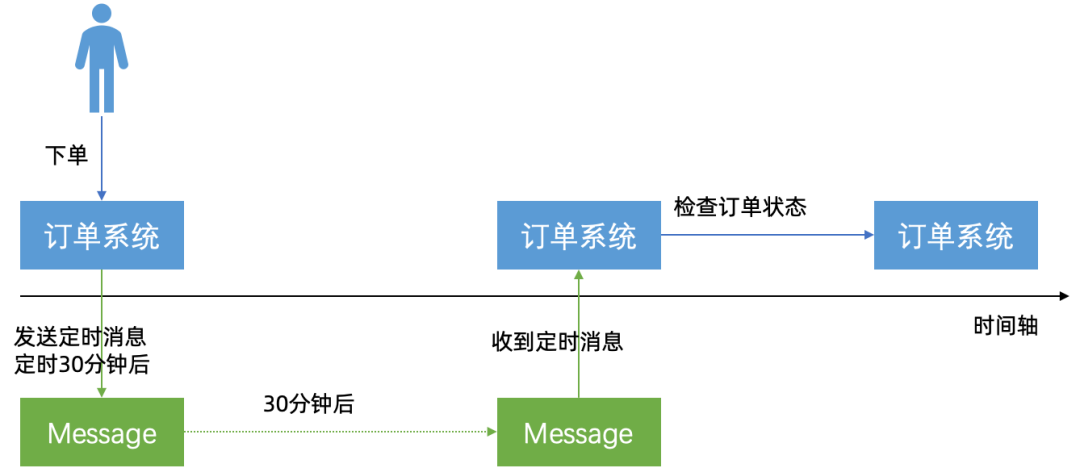 下单
订单系统
订单系统
检查订单状态
订单系统
时间轴
发送定时消息
定时30分钟后
收到定时消息
Message
30分钟后
Message